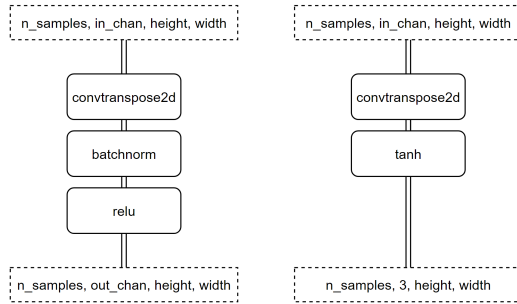 n_samples, in_chan, height, width
convtranspose2d
batchnorm
relu
n_samples, out_chan, height, width
n_samples, in_chan, height, width
convtranspose2d
tanh
n_samples, 3, height, width